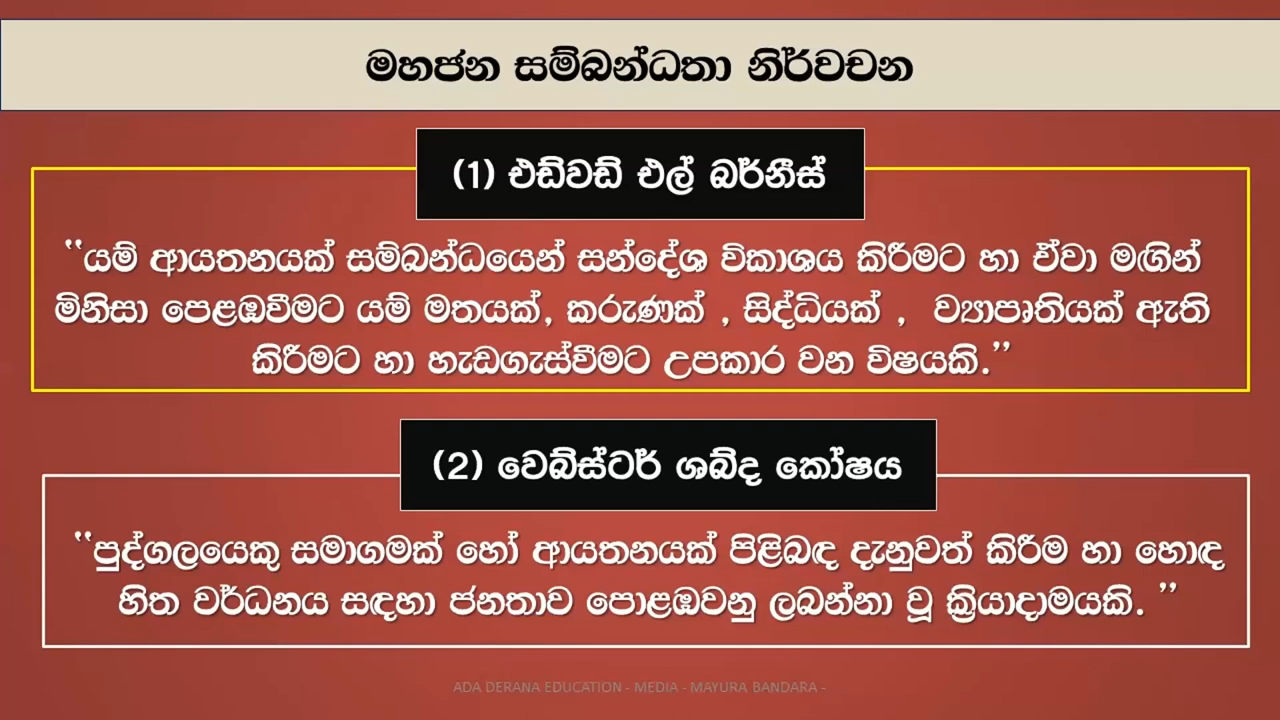 මහජන සම්බන්ධතා නිර්වචන
(1) එඩ්වඩ් එල් බර්නීස්
‘‘යම් ආයතනයක් සම්බන්ධයෙන් සන්දේශ විකාශය කිරීමට හා ඒවා මඟින්
මිනිසා පෙළඹවීමට යම් මතයක්, කරුණක් , සිද්ධියක් , ව්‍යාපෘතියක් ඇති
කිරීමට හා හැඩගැස්වීමට උපකාර වන විෂයකි.’’
(2) වෙබ්ස්ටර් ශබ්ද කෝෂය
‘‘පුද්ගලයෙකු සමාගමක් හෝ ආයතනයක් පිළිබඳ දැනුවත් කිරීම හා හොඳ
හිත වර්ධනය සඳහා ජනතාව පොළඹවනු ලබන්නා වූ ක්‍රියාදාමයකි. ’’
ADA DERANA EDUCATION - MEDIA - MAYURA BANDARA -